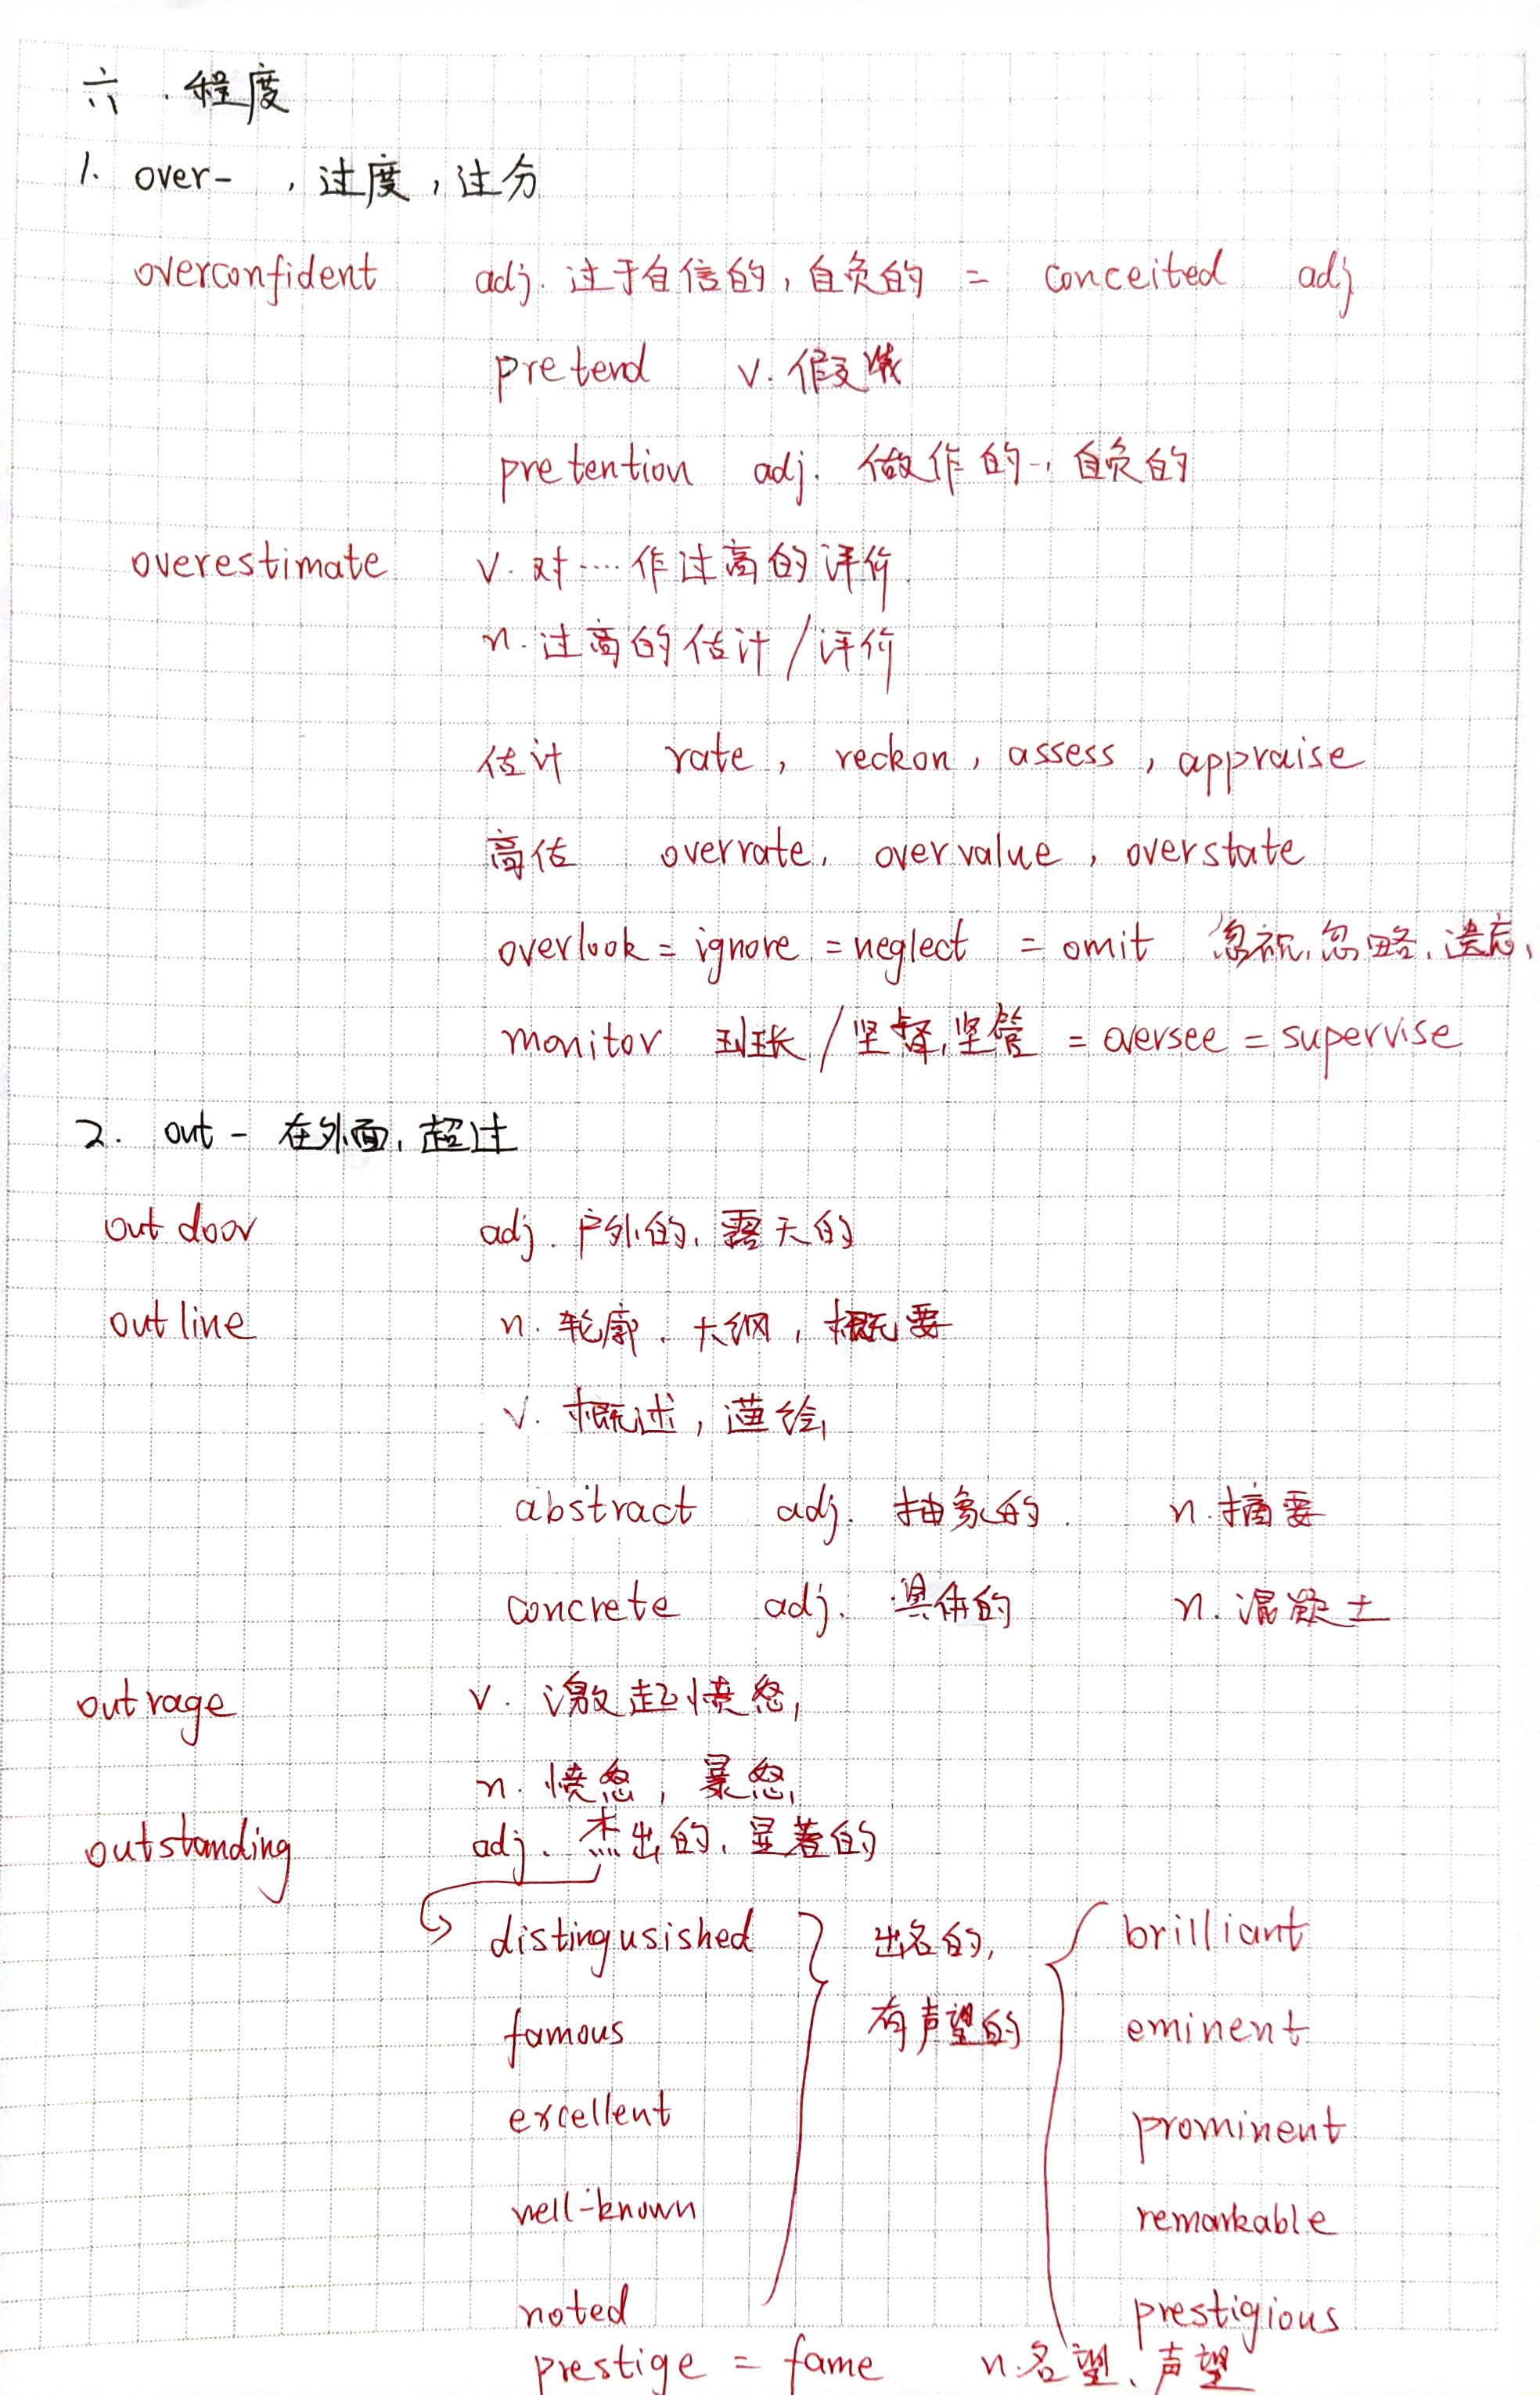 六.程度
1. over- ,过度,过分
overconfident adj. 过于自信的,自负的 = conceited adj
pretend v. 假装
pretention adj. 做作的、自负的
overestimate v. 对……作过高的评价
n. 过高的估计/评价
估计 rate, reckon, assess, appraise
高估 overrate, overvalue, overstate
overlook = ignore = neglect = omit 忽视,忽略,遗忘,
monitor 班长/监督,监管 = oversee = supervise
2. out- 在外面,超过
outdoor adj. 户外的,露天的
outline n. 轮廓、大纲,概要
v. 概述,描绘
abstract adj. 抽象的. n. 摘要
concrete adj. 具体的 n. 混凝土
outrage v. 激起愤怒,
n. 愤怒,暴怒
outstanding adj. 杰出的,显著的
distingusished 出名的, brilliant
famous 有声望的 eminent
excellent prominent
well-known remarkable
noted prestigious
prestige = fame n.名望、声望